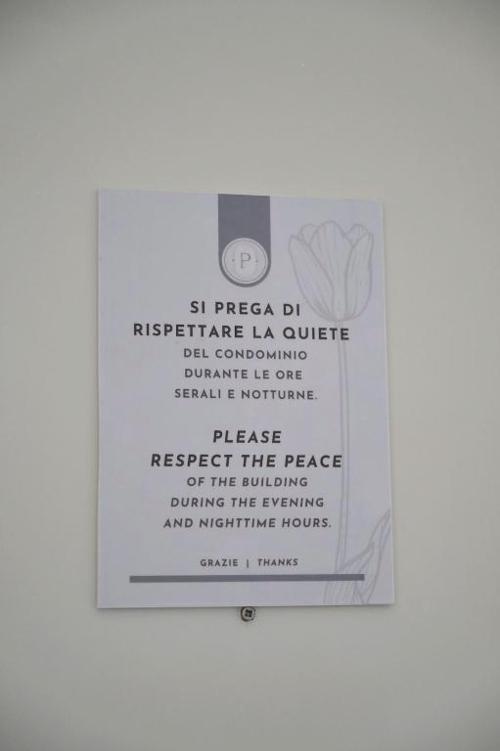 P
SI PREGA DI
RISPETTARE LA QUIETE
DEL CONDOMINIO
DURANTE LE ORE
SERALI E NOTTURNE.
PLEASE
RESPECT THE PEACE
OF THE BUILDING
DURING THE EVENING
AND NIGHTTIME HOURS.
GRAZIE | THANKS